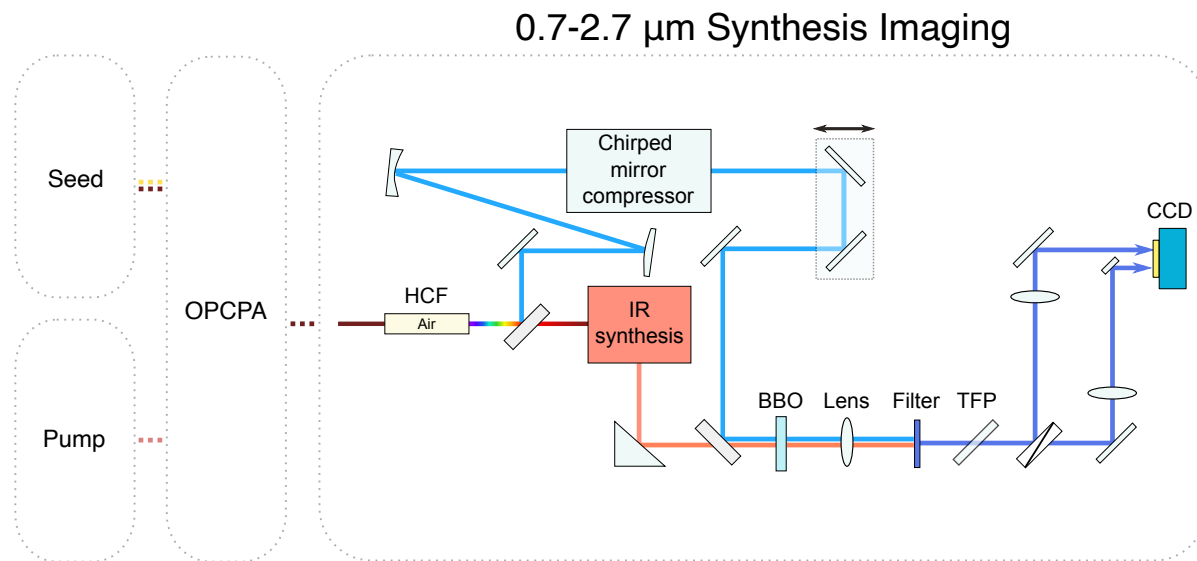 0.7-2.7 μm Synthesis Imaging
Seed
OPCPA
Pump
Chirped
mirror
compressor
HCF
Air
IR
synthesis
BBO
Lens
Filter
TFP
CCD